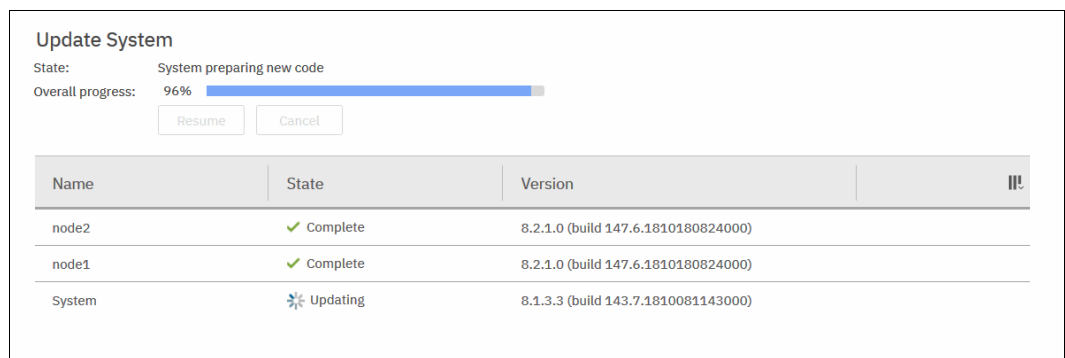 Update System
State: System preparing new code
Overall progress: 96%
Resume Cancel
Name State Version
node2 Complete 8.2.1.0 (build 147.6.1810180824000)
node1 Complete 8.2.1.0 (build 147.6.1810180824000)
System Updating 8.1.3.3 (build 143.7.1810081143000)